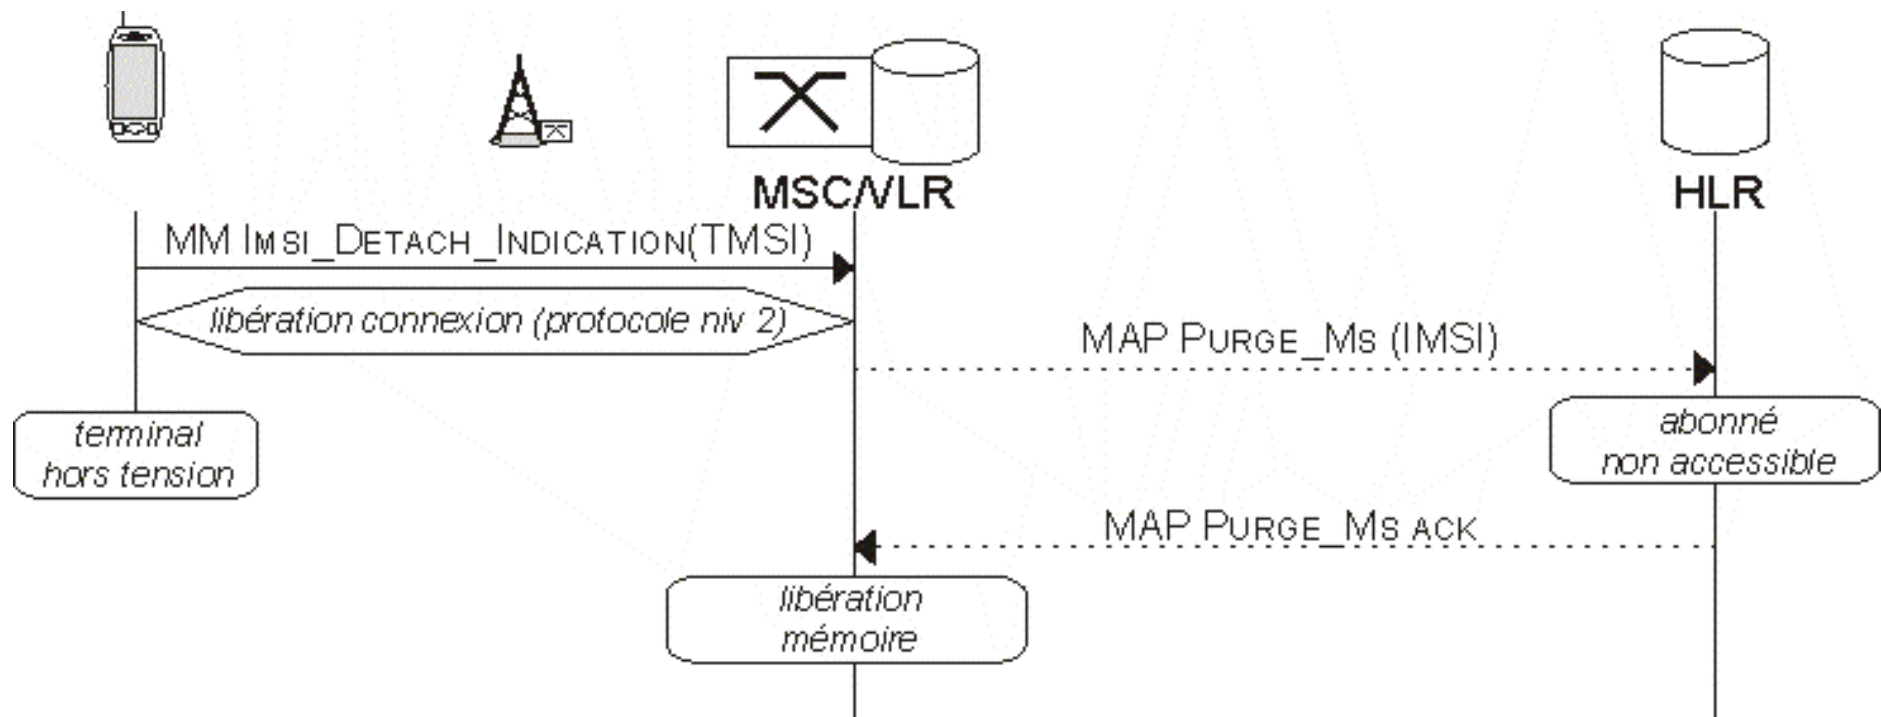 MSC/VLR
HLR
MM IMSI_DETACH_INDICATION(TMSI)
libération connexion (protocole niv 2)
MAP PURGE_MS (IMSI)
terminal
hors tension
abonné
non accessible
MAP PURGE_MS ACK
libération
mémoire